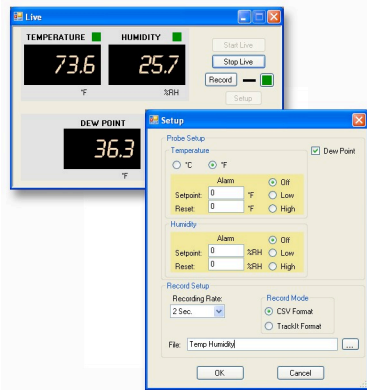 Live
TEMPERATURE HUMIDITY
73.6 25.7
°F %RH
Start Live
Stop Live
Record
Setup
DEW POINT
36.3
°F
Setup
Probe Setup
Temperature
°C °F
Dew Point
Alarm Off
Setpoint: 0 °F Low
Reset: 0 °F High
Humidity
Alarm Off
Setpoint: 0 %RH Low
Reset: 0 %RH High
Record Setup
Recording Rate:
2 Sec.
Record Mode
CSV Format
TrackIt Format
File: Temp Humidity ...
OK Cancel